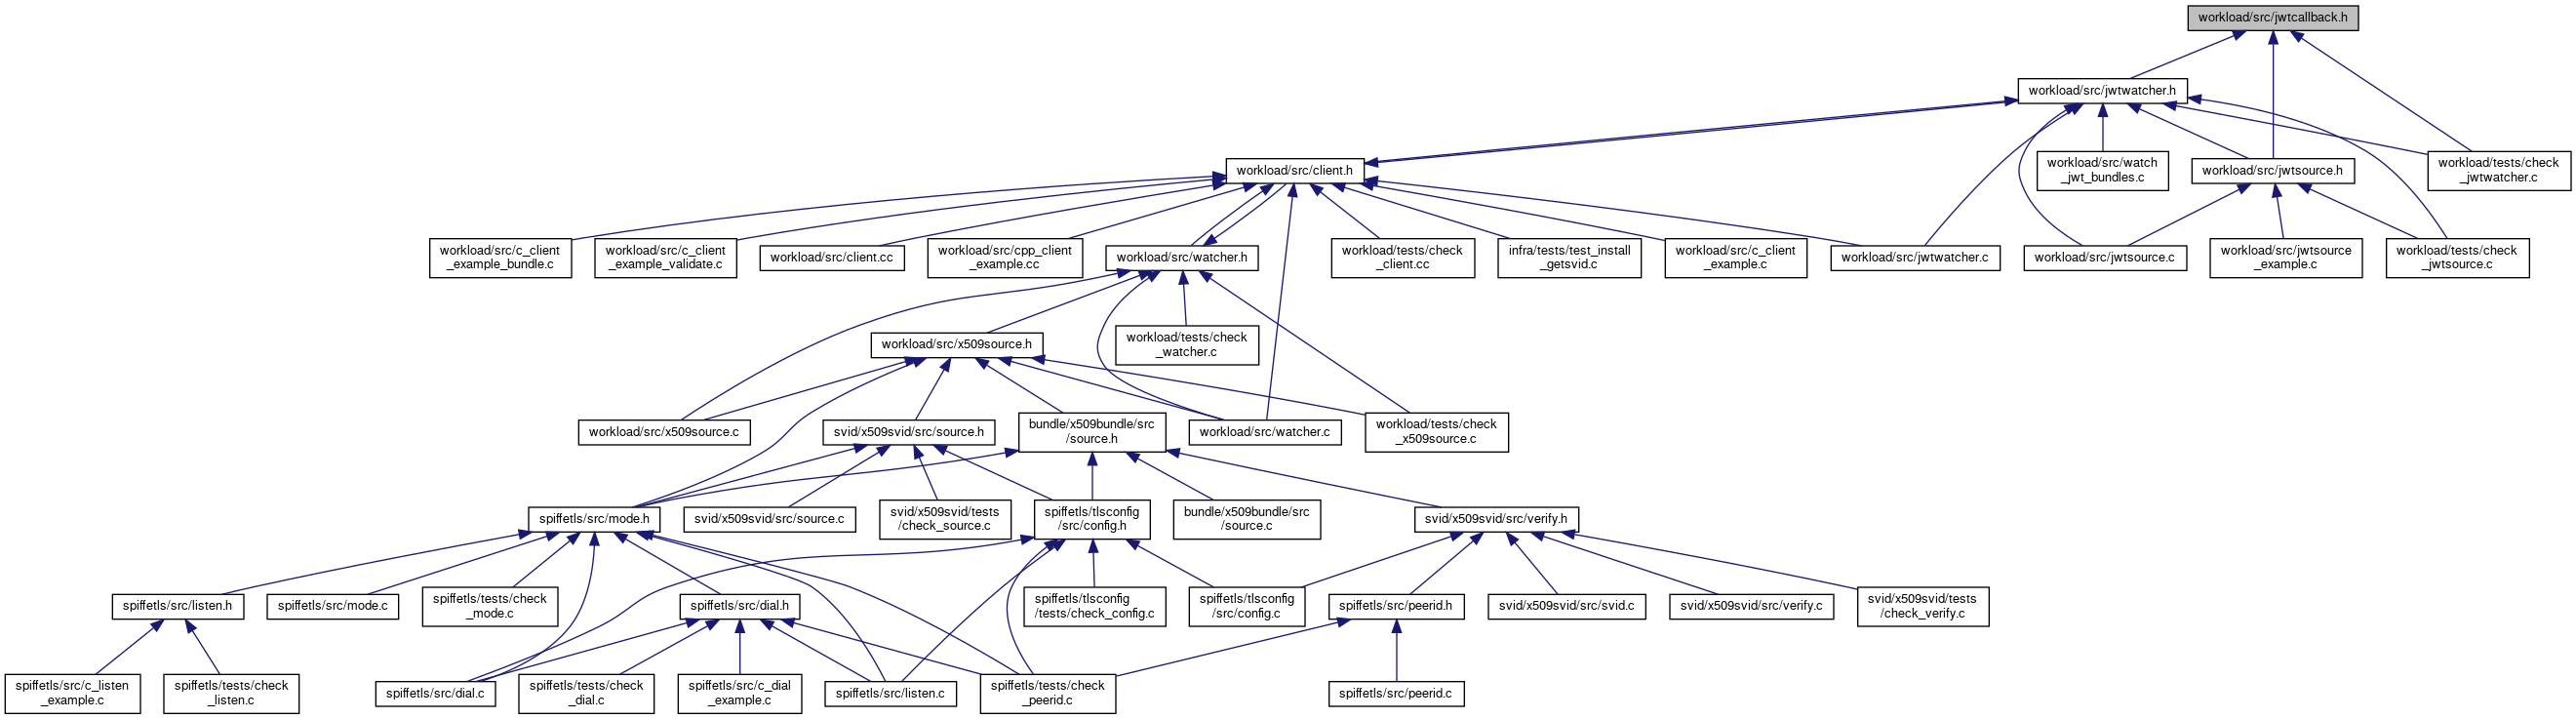 workload/src/jwtcallback.h
workload/src/jwtwatcher.h
workload/src/client.h
workload/src/watch
_jwt_bundles.c
workload/src/jwtsource.h
workload/tests/check
_jwtwatcher.c
workload/src/c_client
_example_bundle.c
workload/src/c_client
_example_validate.c
workload/src/client.cc
workload/src/cpp_client
_example.cc
workload/src/watcher.h
workload/tests/check
_client.cc
infra/tests/test_install
_getsvid.c
workload/src/c_client
_example.c
workload/src/jwtwatcher.c
workload/src/jwtsource.c
workload/src/jwtsource
_example.c
workload/tests/check
_jwtsource.c
workload/src/x509source.h
workload/tests/check
_watcher.c
workload/src/x509source.c
svid/x509svid/src/source.h
bundle/x509bundle/src
/source.h
workload/src/watcher.c
workload/tests/check
_x509source.c
spiffetls/src/mode.h
svid/x509svid/src/source.c
svid/x509svid/tests
/check_source.c
spiffetls/tlsconfig
/src/config.h
bundle/x509bundle/src
/source.c
svid/x509svid/src/verify.h
spiffetls/src/listen.h
spiffetls/src/mode.c
spiffetls/tests/check
_mode.c
spiffetls/src/dial.h
spiffetls/tlsconfig
/tests/check_config.c
spiffetls/tlsconfig
/src/config.c
spiffetls/src/peerid.h
svid/x509svid/src/svid.c
svid/x509svid/src/verify.c
svid/x509svid/tests
/check_verify.c
spiffetls/src/c_listen
_example.c
spiffetls/tests/check
_listen.c
spiffetls/src/dial.c
spiffetls/tests/check
_dial.c
spiffetls/src/c_dial
_example.c
spiffetls/src/listen.c
spiffetls/tests/check
_peerid.c
spiffetls/src/peerid.c